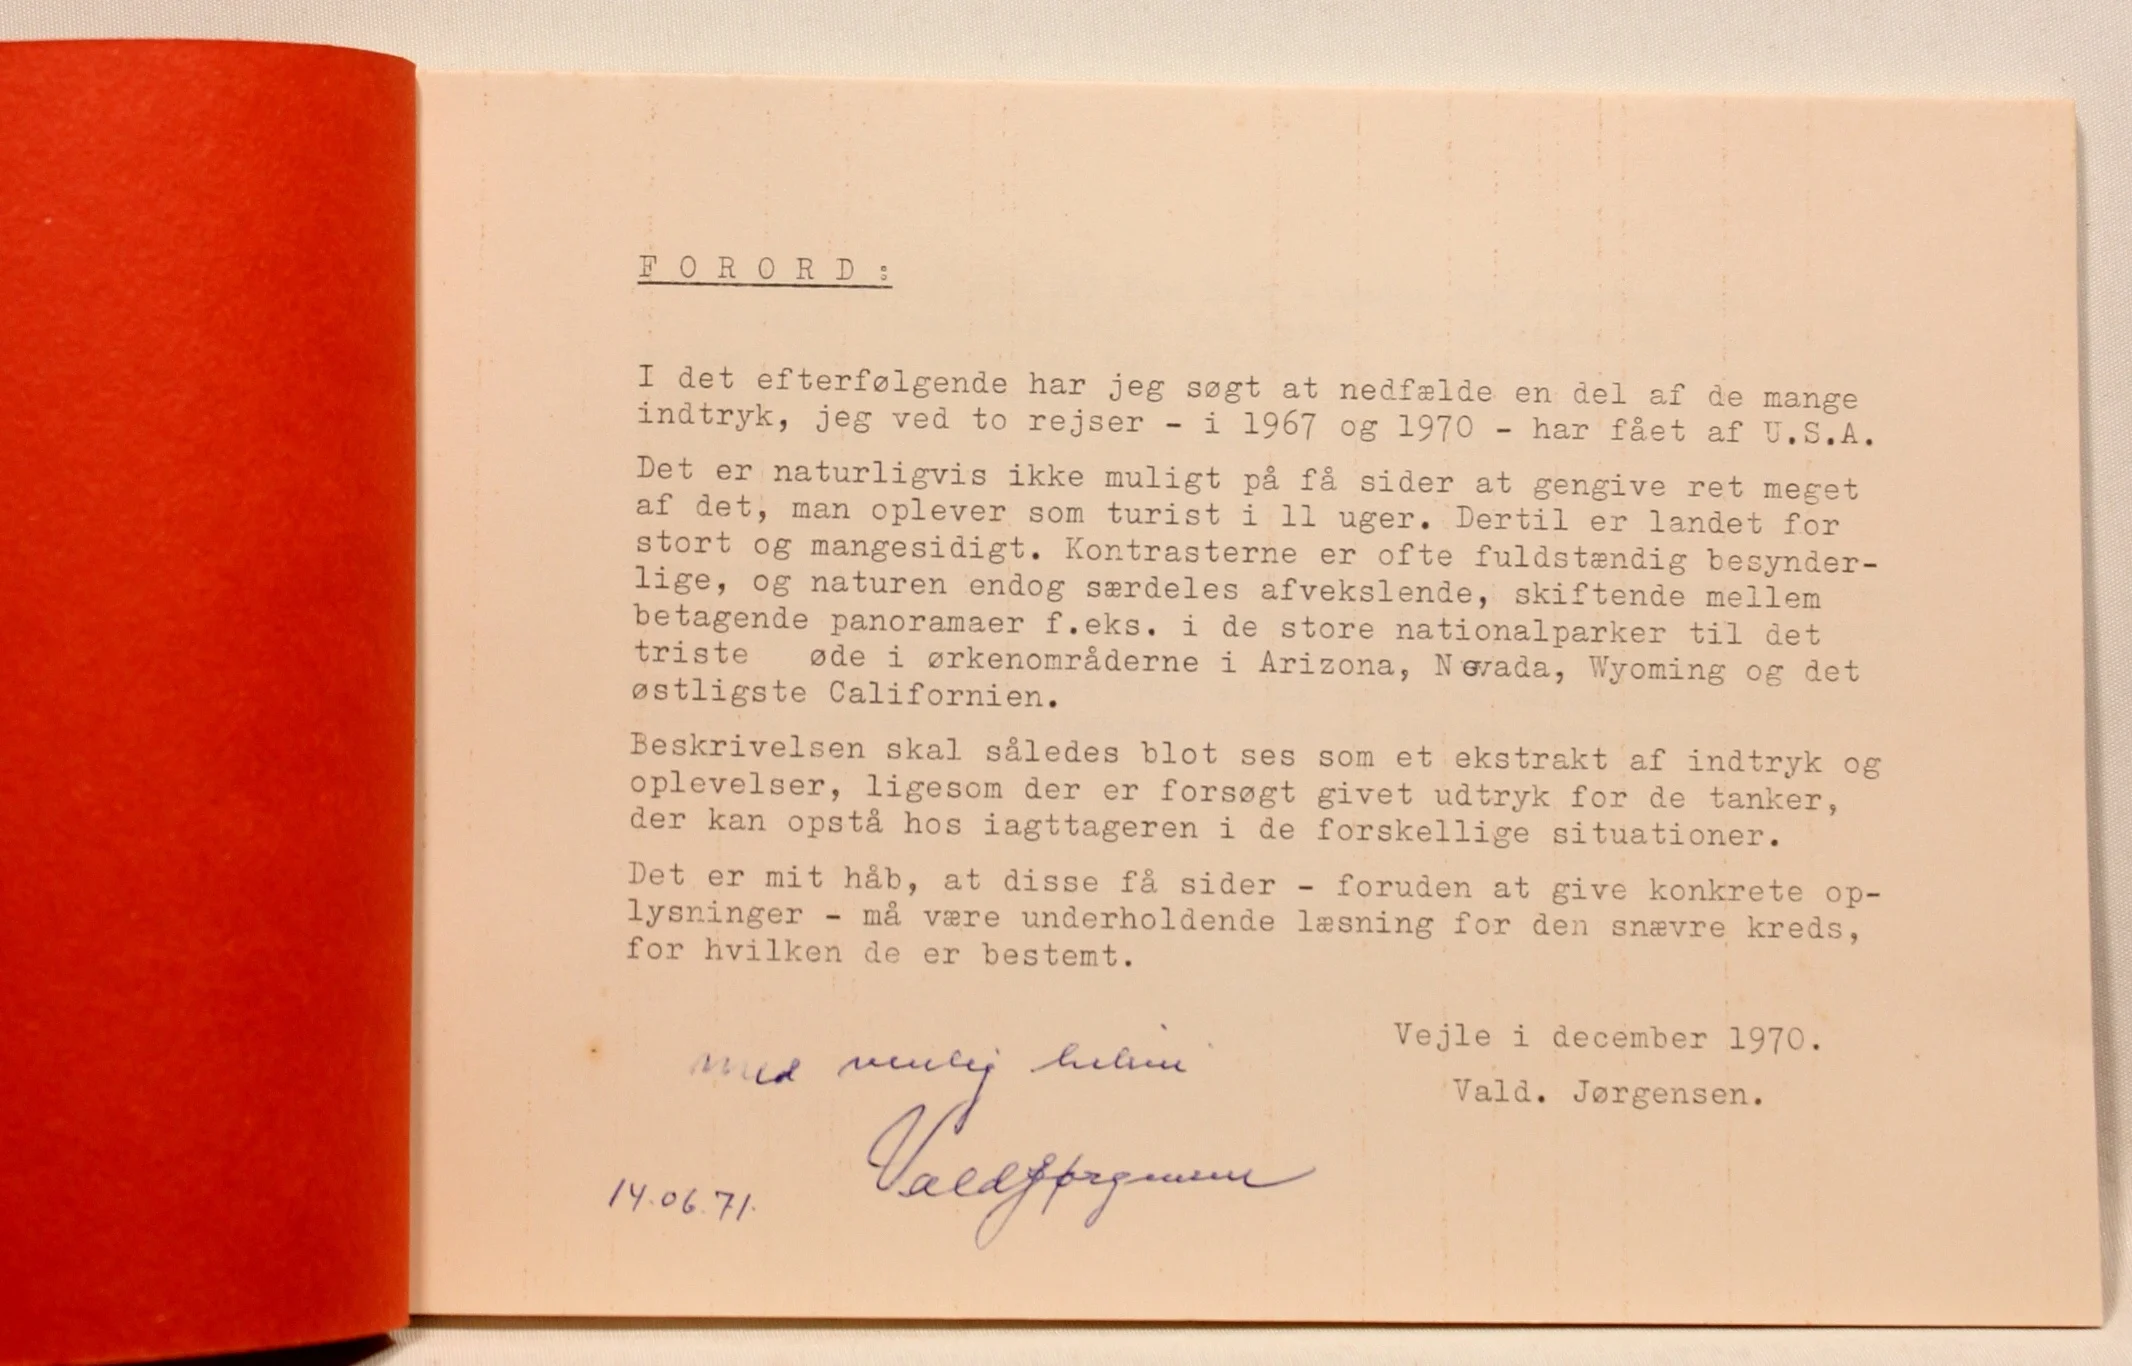 F O R O R D :
I det efterfølgende har jeg søgt at nedfælde en del af de mange
indtryk, jeg ved to rejser - i 1967 og 1970 - har fået af U.S.A.
Det er naturligvis ikke muligt på få sider at gengive ret meget
af det, man oplever som turist i 11 uger. Dertil er landet for
stort og mangesidigt. Kontrasterne er ofte fuldstændig besynder-
lige, og naturen endog særdeles afvekslende, skiftende mellem
betagende panoramaer f.eks. i de store nationalparker til det
triste øde i ørkenområderne i Arizona, Nevada, Wyoming og det
østligste Californien.
Beskrivelsen skal således blot ses som et ekstrakt af indtryk og
oplevelser, ligesom der er forsøgt givet udtryk for de tanker,
der kan opstå hos iagttageren i de forskellige situationer.
Det er mit håb, at disse få sider - foruden at give konkrete op-
lysninger - må være underholdende læsning for den snævre kreds,
for hvilken de er bestemt.
Vejle i december 1970.
Vald. Jørgensen.
med venlig hilsen
Vald Jørgensen
14.06.71.